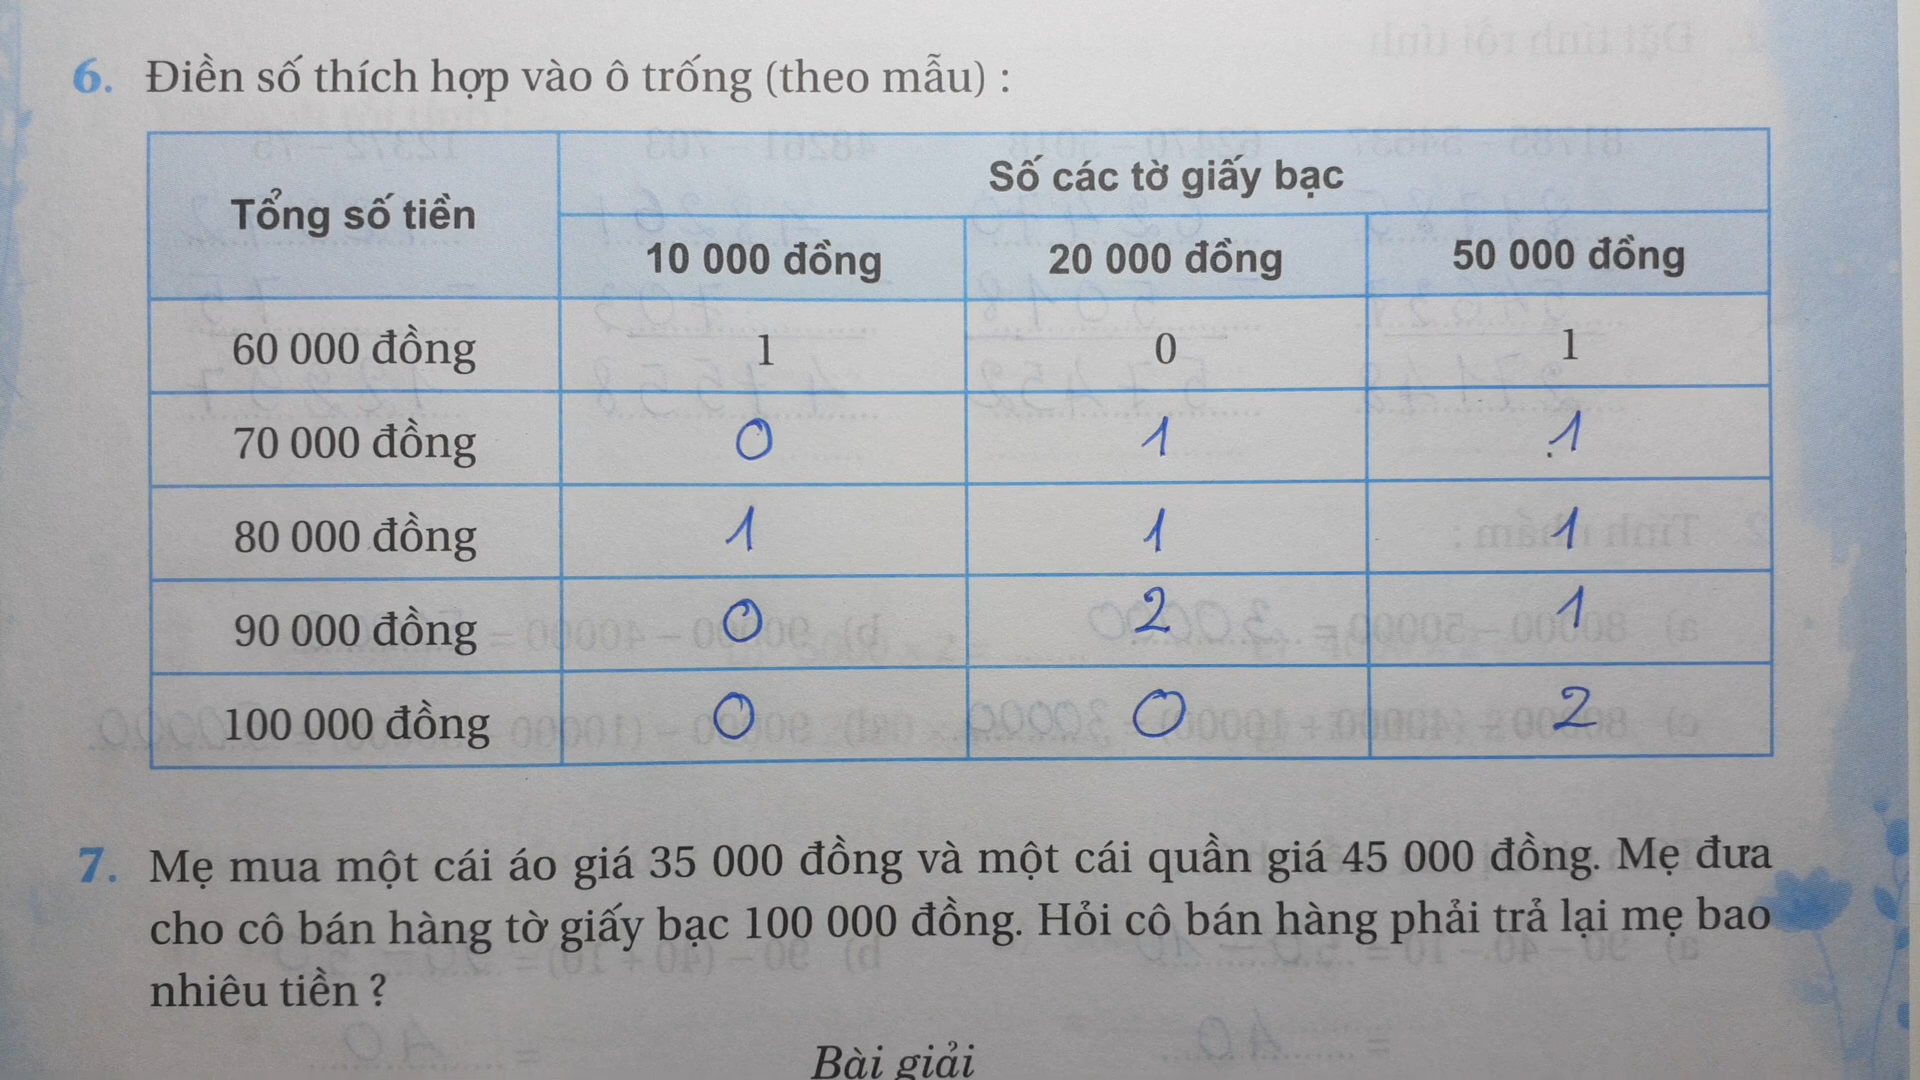 6. Điền số thích hợp vào ô trống (theo mẫu) :
Tổng số tiền
Số các tờ giấy bạc
10 000 đồng 20 000 đồng 50 000 đồng
60 000 đồng 1 0 1
70 000 đồng 0 1 1
80 000 đồng 1 1 1
90 000 đồng 0 2 1
100 000 đồng 0 0 2
7. Mẹ mua một cái áo giá 35 000 đồng và một cái quần giá 45 000 đồng. Mẹ đưa
cho cô bán hàng tờ giấy bạc 100 000 đồng. Hỏi cô bán hàng phải trả lại mẹ bao
nhiêu tiền ?
Bài giải